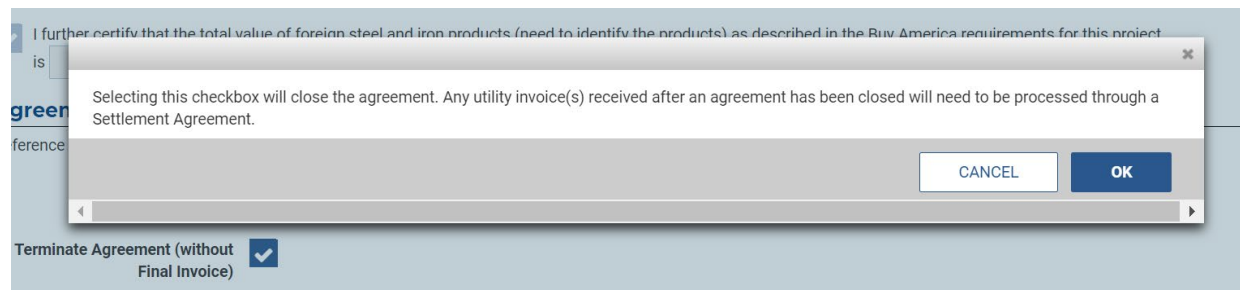 I further certify that the total value of foreign steel and iron products (need to identify the products) as described in the Buy America requirements for this project
is
Selecting this checkbox will close the agreement. Any utility invoice(s) received after an agreement has been closed will need to be processed through a
Settlement Agreement.
CANCEL
OK
Terminate Agreement (without
Final Invoice)